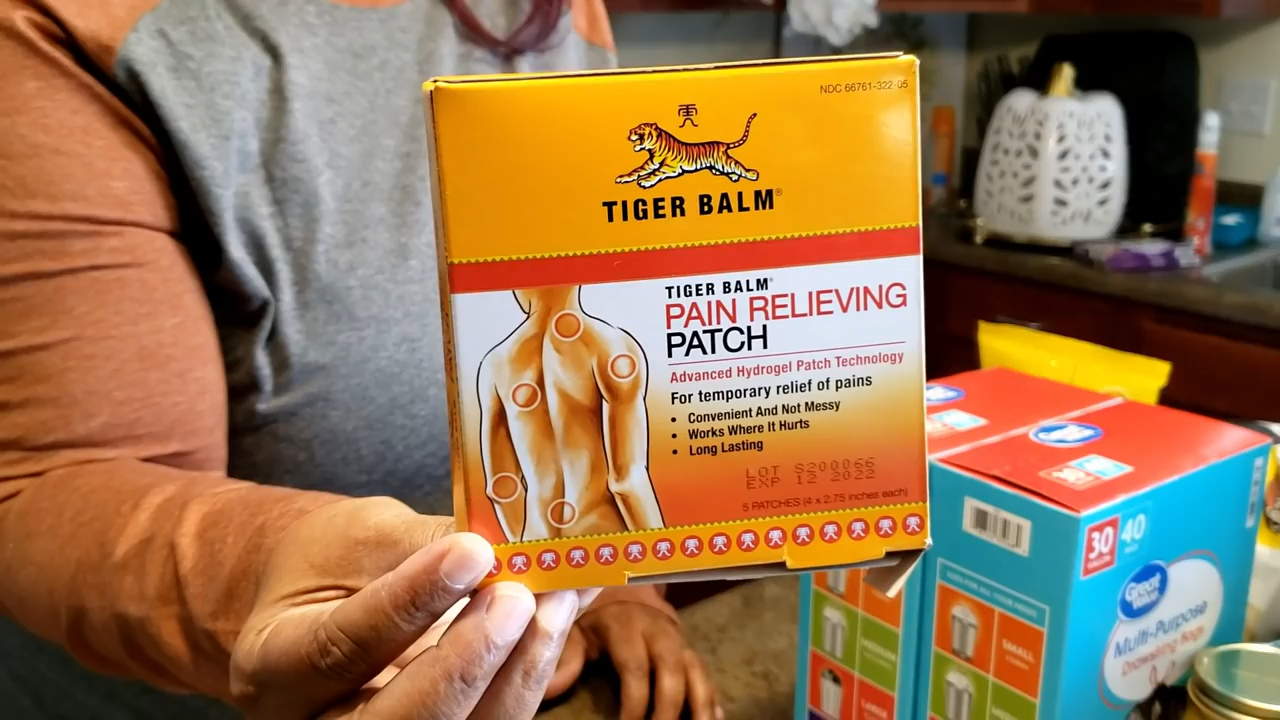 NDC 66761-322-05
TIGER BALM®
TIGER BALM®
PAIN RELIEVING
PATCH
Advanced Hydrogel Patch Technology
For temporary relief of pains
• Convenient And Not Messy
• Works Where It Hurts
• Long Lasting
LOT S200066
EXP 12 2022
5 PATCHES (4 x 2.75 inches each)
30
GALLON
40
Great
Value
Multi-Purpose
Drawstring Bags
SMALL
MEDIUM
LARGE